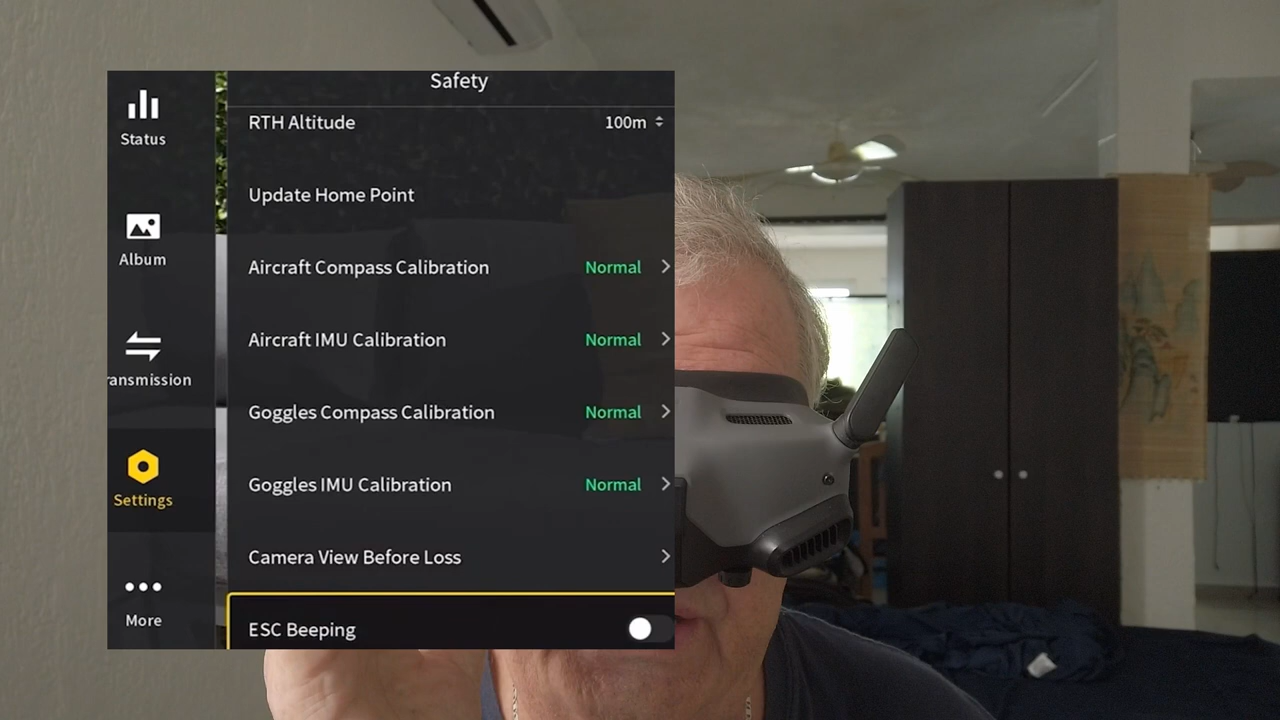 Safety
Status
RTH Altitude 100m
Update Home Point
Album
Aircraft Compass Calibration Normal
Aircraft IMU Calibration Normal
ransmission
Goggles Compass Calibration Normal
Settings
Goggles IMU Calibration Normal
Camera View Before Loss
More
ESC Beeping